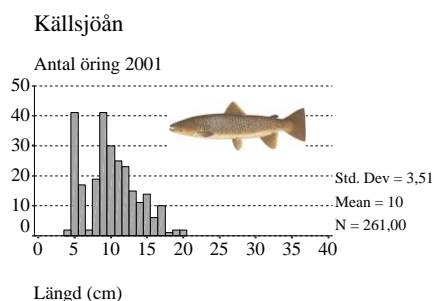 Källsjöån
Antal öring 2001
50
40
30
20
10
0
0 5 10 15 20 25 30 35 40
Std. Dev = 3,51
Mean = 10
N = 261,00
Längd (cm)